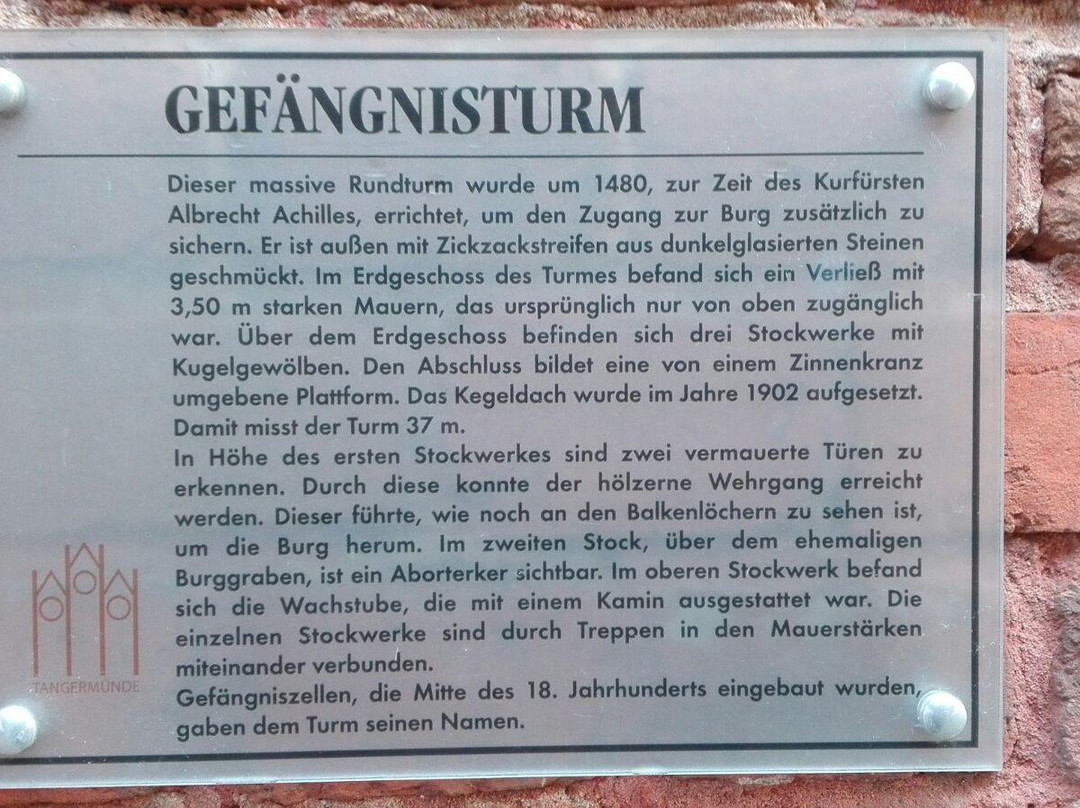 GEFÄNGNISTURM
Dieser massive Rundturm wurde um 1480, zur Zeit des Kurfürsten
Albrecht Achilles, errichtet, um den Zugang zur Burg zusätzlich zu
sichern. Er ist außen mit Zickzackstreifen aus dunkelglasierten Steinen
geschmückt. Im Erdgeschoss des Turmes befand sich ein Verließ mit
3,50 m starken Mauern, das ursprünglich nur von oben zugänglich
war. Über dem Erdgeschoss befinden sich drei Stockwerke mit
Kugelgewölben. Den Abschluss bildet eine von einem Zinnenkranz
umgebene Plattform. Das Kegeldach wurde im Jahre 1902 aufgesetzt.
Damit misst der Turm 37 m.
In Höhe des ersten Stockwerkes sind zwei vermauerte Türen zu
erkennen. Durch diese konnte der hölzerne Wehrgang erreicht
werden. Dieser führte, wie noch an den Balkenlöchern zu sehen ist,
um die Burg herum. Im zweiten Stock, über dem ehemaligen
Burggraben, ist ein Aborterker sichtbar. Im oberen Stockwerk befand
sich die Wachstube, die mit einem Kamin ausgestattet war. Die
einzelnen Stockwerke sind durch Treppen in den Mauerstärken
miteinander verbunden.
Gefängniszellen, die Mitte des 18. Jahrhunderts eingebaut wurden,
gaben dem Turm seinen Namen.
TANGERMÜNDE